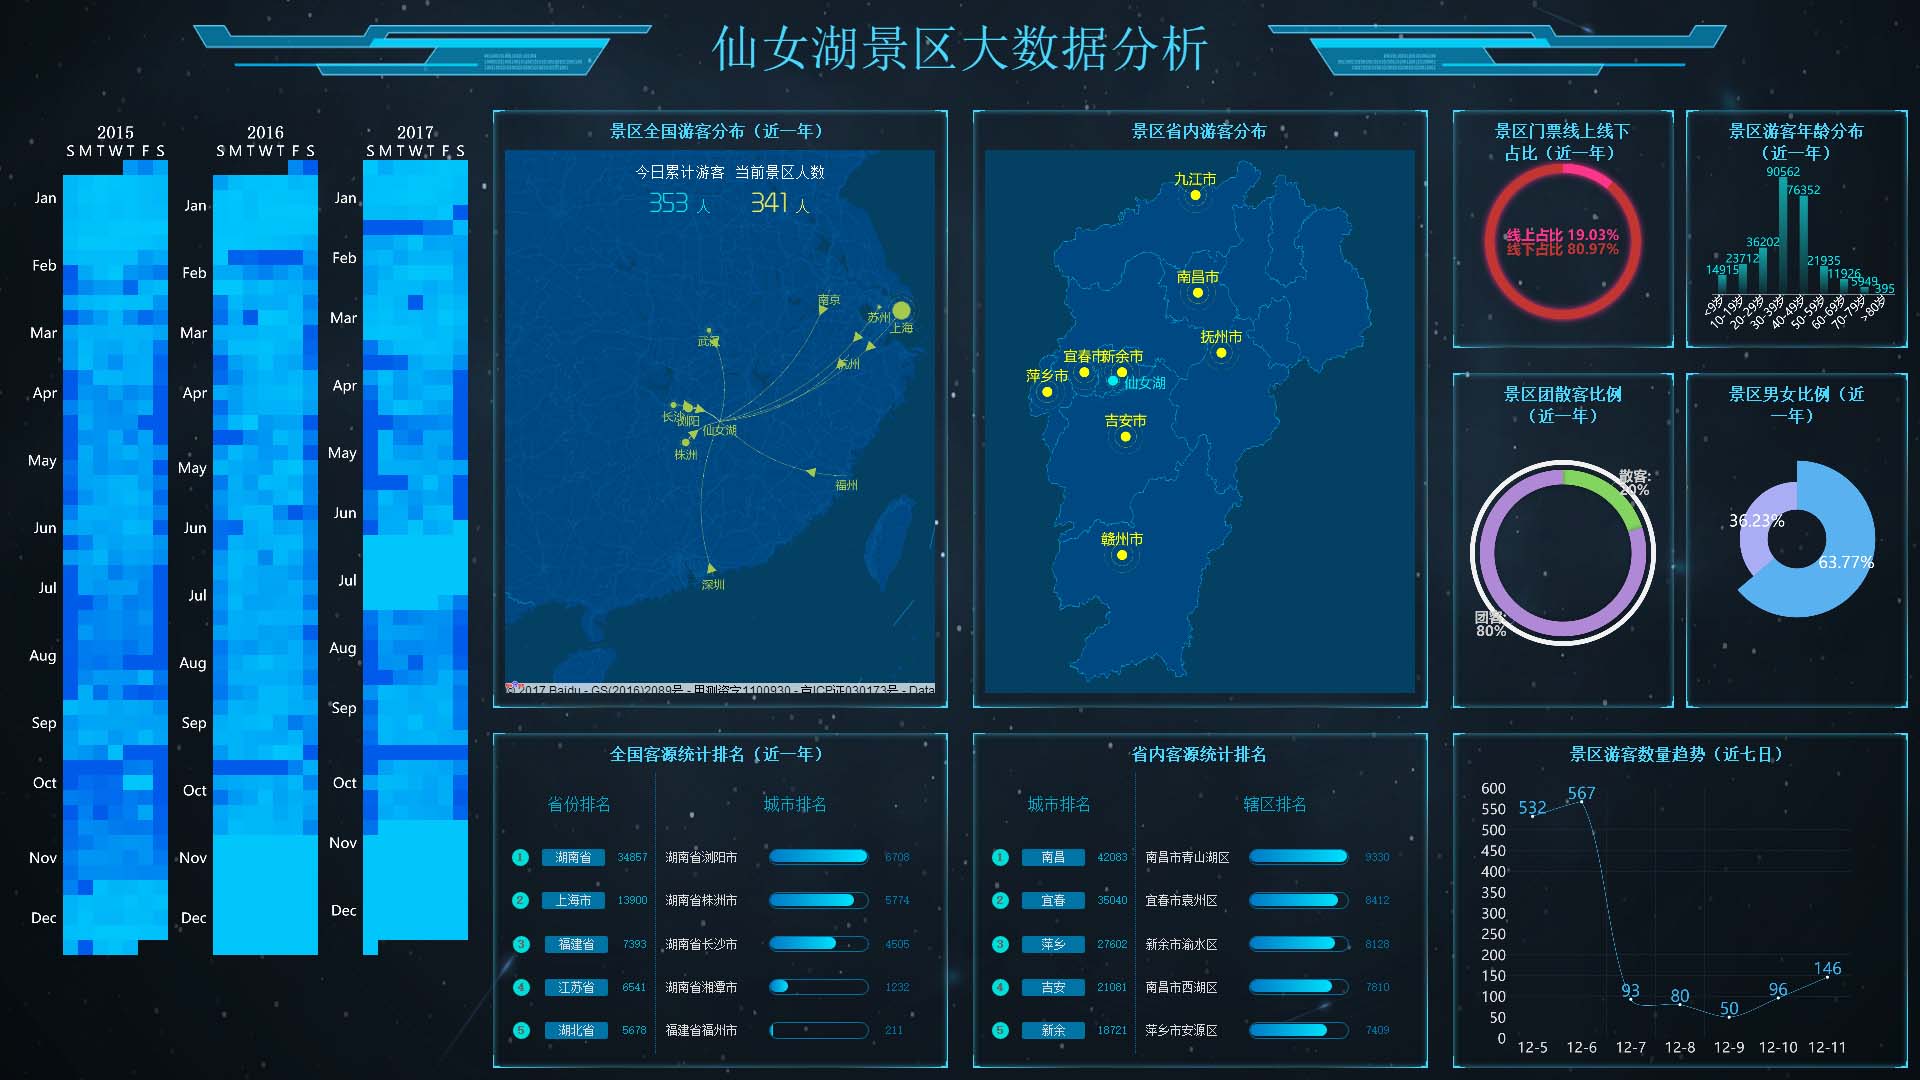 仙女湖景区大数据分析
2015
S M T W T F S
Jan
Feb
Mar
Apr
May
Jun
Jul
Aug
Sep
Oct
Nov
Dec
2016
S M T W T F S
Jan
Feb
Mar
Apr
May
Jun
Jul
Aug
Sep
Oct
Nov
Dec
2017
S M T W T F S
Jan
Feb
Mar
Apr
May
Jun
Jul
Aug
Sep
Oct
Nov
Dec
景区全国游客分布（近一年）
今日累计游客 当前景区人数
353 人 341 人
南京
苏州
上海
武汉
杭州
长沙
浏阳
仙女湖
株洲
福州
深圳
© 2017 Baidu - GS(2016)2089号 - 甲测资字1100930 - 京ICP证030173号 - Data
景区省内游客分布
九江市
南昌市
抚州市
宜春市
新余市
萍乡市
仙女湖
吉安市
赣州市
景区门票线上线下
占比（近一年）
线上占比 19.03%
线下占比 80.97%
景区游客年龄分布
（近一年）
90562
76352
36202
23712
14915
21935
11926
5949
395
<9岁
10-19岁
20-29岁
30-39岁
40-49岁
50-59岁
60-69岁
70-79岁
>80岁
景区团散客比例
（近一年）
散客:
20%
团客:
80%
景区男女比例（近
一年）
36.23%
63.77%
全国客源统计排名（近一年）
省份排名
城市排名
1 湖南省 34857 湖南省浏阳市 6708
2 上海市 13900 湖南省株洲市 5774
3 福建省 7393 湖南省长沙市 4505
4 江苏省 6541 湖南省湘潭市 1232
5 湖北省 5678 福建省福州市 211
省内客源统计排名
城市排名
辖区排名
1 南昌 42083 南昌市青山湖区 9330
2 宜春 35040 宜春市袁州区 8412
3 萍乡 27602 新余市渝水区 8128
4 吉安 21081 南昌市西湖区 7810
5 新余 18721 萍乡市安源区 7409
景区游客数量趋势（近七日）
600
550
500
450
400
350
300
250
200
150
100
50
0
532
567
93
80
50
96
146
12-5
12-6
12-7
12-8
12-9
12-10
12-11